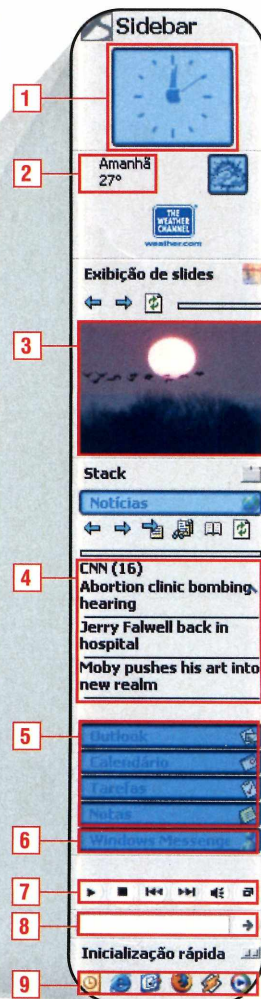 Sidebar
1
2
Amanhã
27°
THE
WEATHER
CHANNEL
weather.com
Exibição de slides
3
Stack
Notícias
4
CNN (16)
Abortion clinic bombing
hearing
Jerry Falwell back in
hospital
Moby pushes his art into
new realm
5
Outlook
Calendário
Tarefas
Notas
6
Windows Messenge
7
8
Inicialização rápida
9